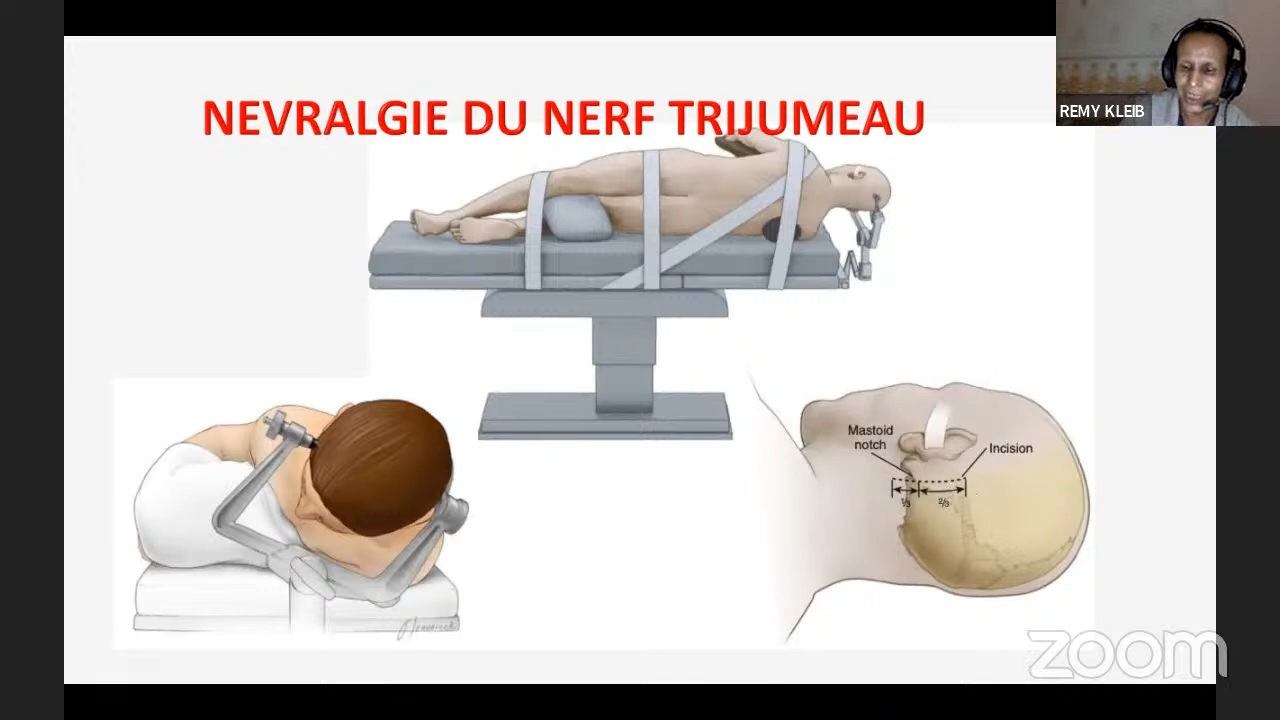 NEVRALGIE DU NERF TRIJUMEAU
REMY KLEIB
Mastoid
notch
Incision
1/3
2/3
zoom